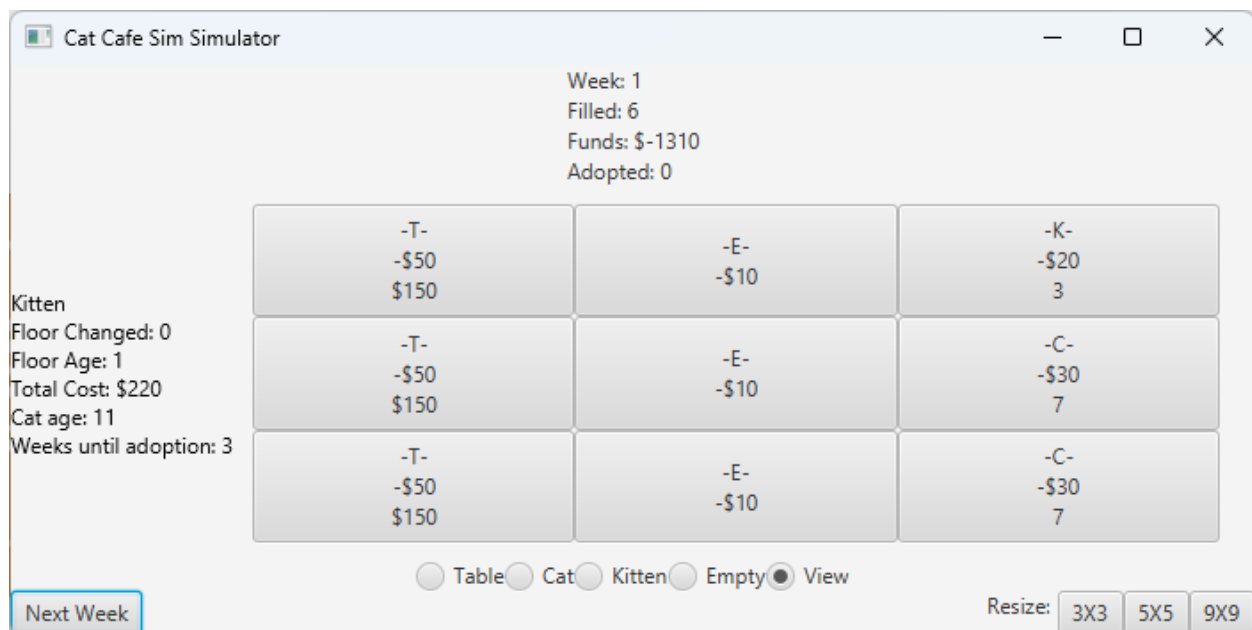 Cat Cafe Sim Simulator
Week: 1
Filled: 6
Funds: $-1310
Adopted: 0
Kitten
Floor Changed: 0
Floor Age: 1
Total Cost: $220
Cat age: 11
Weeks until adoption: 3
-T-
-$50
$150
-E-
-$10
-K-
-$20
3
-T-
-$50
$150
-E-
-$10
-C-
-$30
7
-T-
-$50
$150
-E-
-$10
-C-
-$30
7
Table Cat Kitten Empty View
Next Week
Resize: 3X3 5X5 9X9